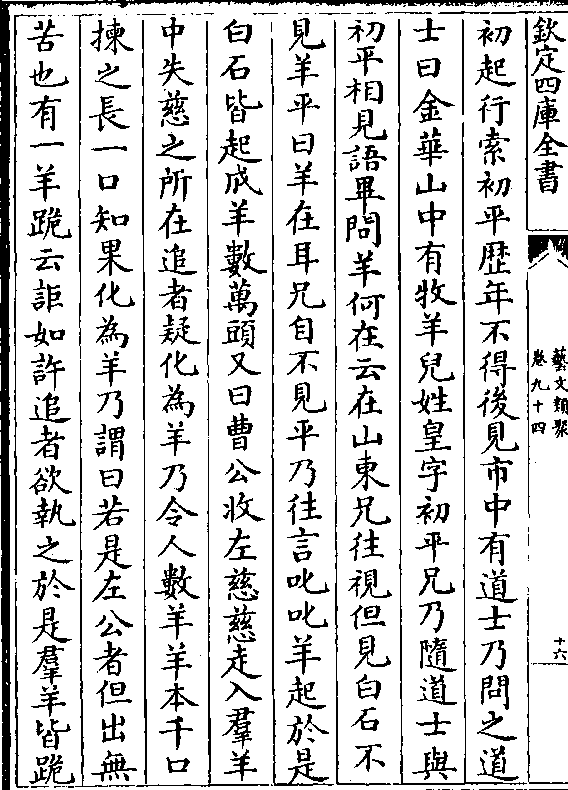 欽定四庫全書
藝文類聚
卷九十四
十六
初起行索初平歴年不得後見市中有道士乃問之道
士曰金華山中有牧羊兒姓皇字初平兄乃隨道士與
初平相見語畢問羊何在云在山東兄往視但見白石不
見羊平曰羊在耳兄自不見平乃往言叱叱羊起於是
白石皆起成羊數萬頭又曰曹公收左慈慈走入羣羊
中失慈之所在追者疑化為羊乃令人數羊羊本千口
揀之長一口知果化為羊乃謂曰若是左公者但出無
苦也有一羊跪云詎如許追者欲執之於是羣羊皆跪